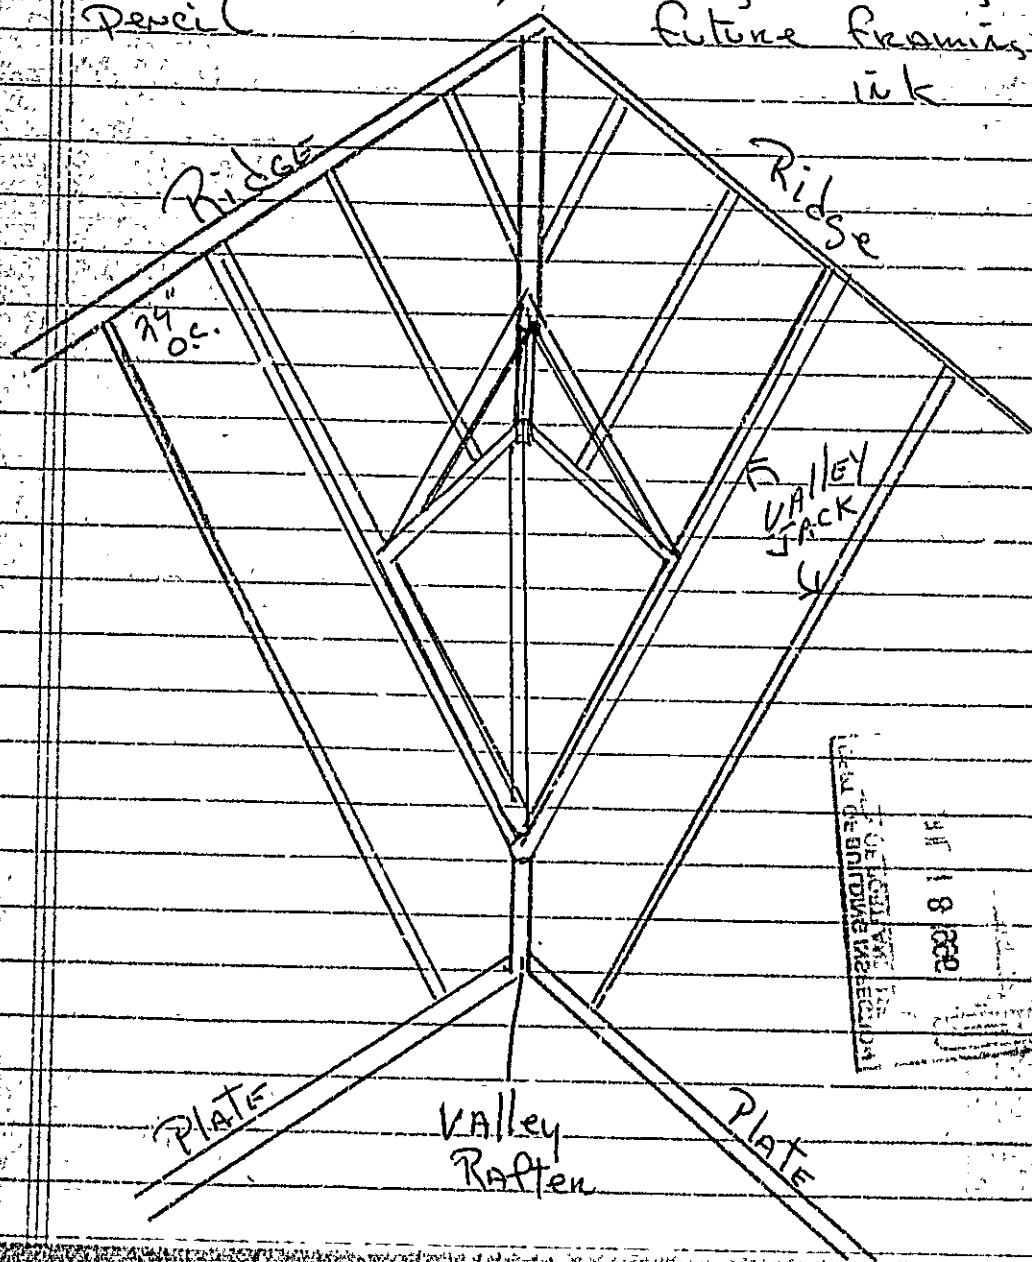 Pencil
Future Framing
ink
RidGE
Ridge
24"
O.C.
VALLEY
JACK
PLATE
VAlley
RAfter
PLATE